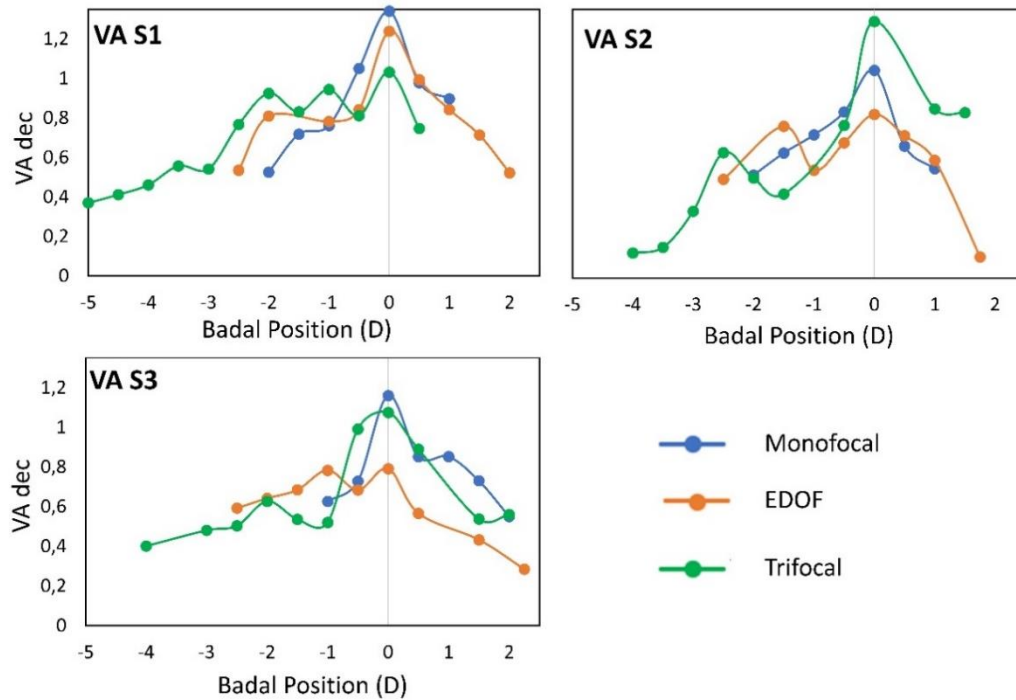 VA S1
VA dec
1,2
1
0,8
0,6
0,4
0,2
0
-5 -4 -3 -2 -1 0 1 2
Badal Position (D)
VA S2
-5 -4 -3 -2 -1 0 1 2
Badal Position (D)
VA S3
VA dec
1,2
1
0,8
0,6
0,4
0,2
0
-5 -4 -3 -2 -1 0 1 2
Badal Position (D)
Monofocal
EDOF
Trifocal